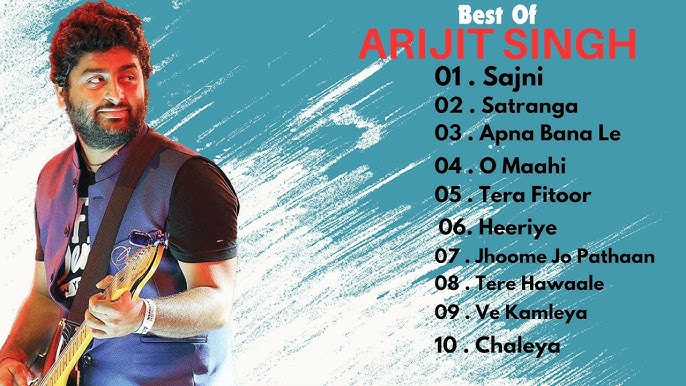 Best Of
ARIJIT SINGH
01 . Sajni
02 . Satranga
03 . Apna Bana Le
04 . O Maahi
05 . Tera Fitoor
06. Heeriye
07 . Jhoome Jo Pathaan
08 . Tere Hawaale
09 . Ve Kamleya
10 . Chaleya